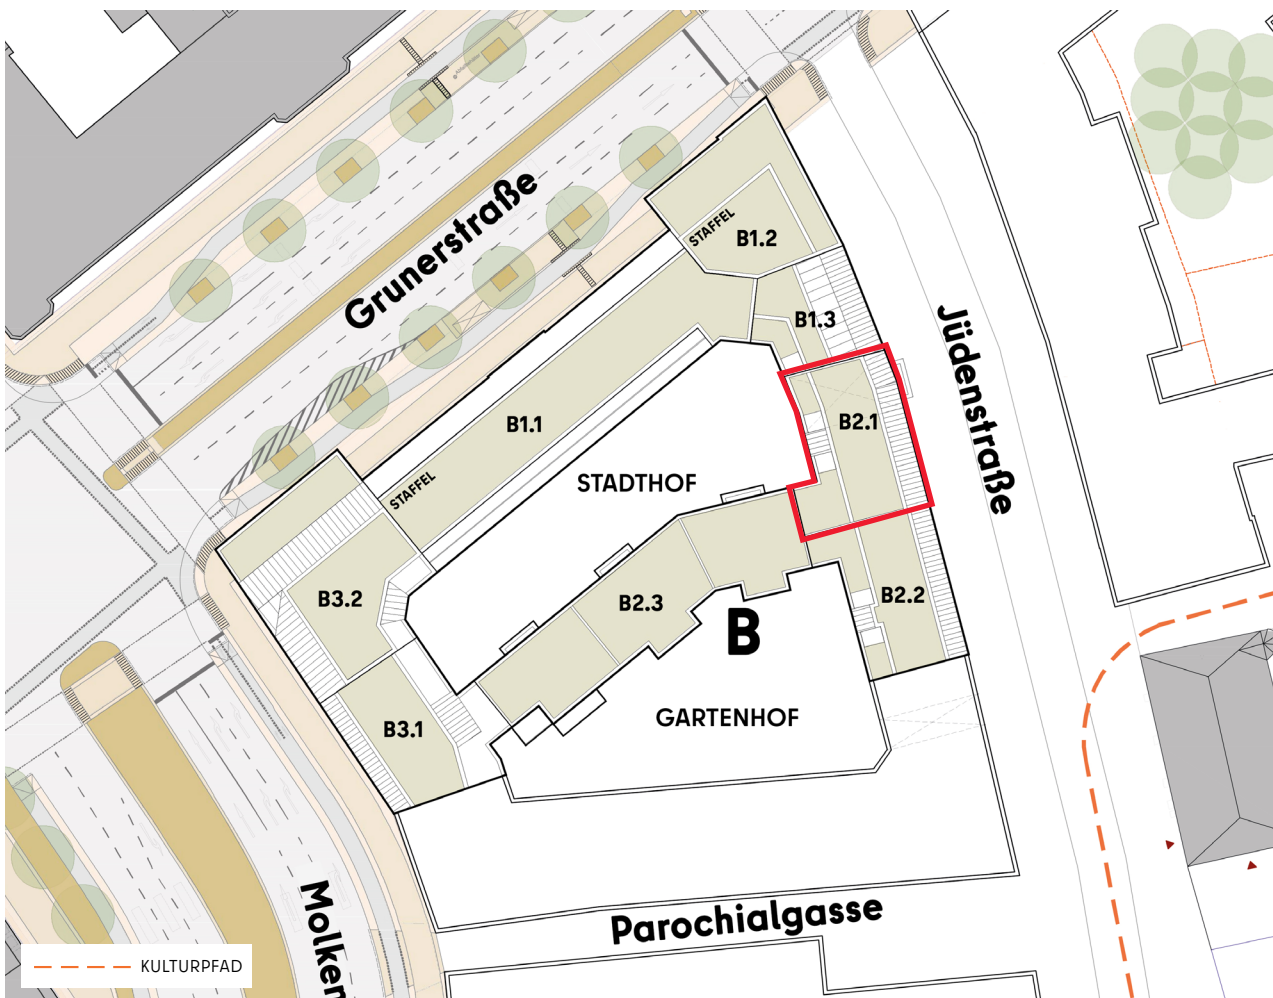 Grunerstraße
STAFFEL
B1.2
B1.3
Jüdenstraße
B1.1
B2.1
STADTHOF
STAFFEL
B3.2
B2.3
B2.2
B
GARTENHOF
B3.1
Molken
Parochialgasse
KULTURPFAD